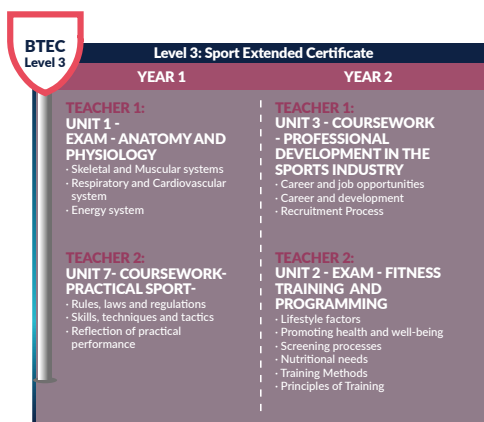 BTEC
Level 3
Level 3: Sport Extended Certificate
YEAR 1
YEAR 2
TEACHER 1:
UNIT 1 -
EXAM - ANATOMY AND
PHYSIOLOGY
· Skeletal and Muscular systems
· Respiratory and Cardiovascular
system
· Energy system
TEACHER 2:
UNIT 7- COURSEWORK-
PRACTICAL SPORT-
· Rules, laws and regulations
· Skills, techniques and tactics
· Reflection of practical
performance
TEACHER 1:
UNIT 3 - COURSEWORK
- PROFESSIONAL
DEVELOPMENT IN THE
SPORTS INDUSTRY
· Career and job opportunities
· Career and development
· Recruitment Process
TEACHER 2:
UNIT 2 - EXAM - FITNESS
TRAINING AND
PROGRAMMING
· Lifestyle factors
· Promoting health and well-being
· Screening processes
· Nutritional needs
· Training Methods
· Principles of Training